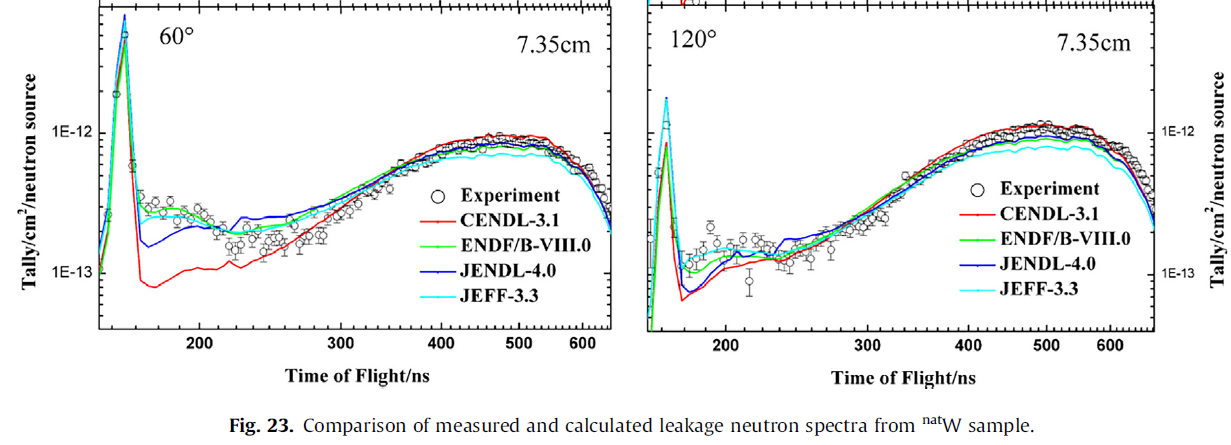 60° 7.35cm
Tally/cm²/neutron source
1E-12
1E-13
Experiment
CENDL-3.1
ENDF/B-VIII.0
JENDL-4.0
JEFF-3.3
200 300 400 500 600
Time of Flight/ns
120° 7.35cm
1E-12
1E-13
Tally/cm²/neutron source
Experiment
CENDL-3.1
ENDF/B-VIII.0
JENDL-4.0
JEFF-3.3
200 300 400 500 600
Time of Flight/ns
Fig. 23. Comparison of measured and calculated leakage neutron spectra from ⁿᵃᵗW sample.